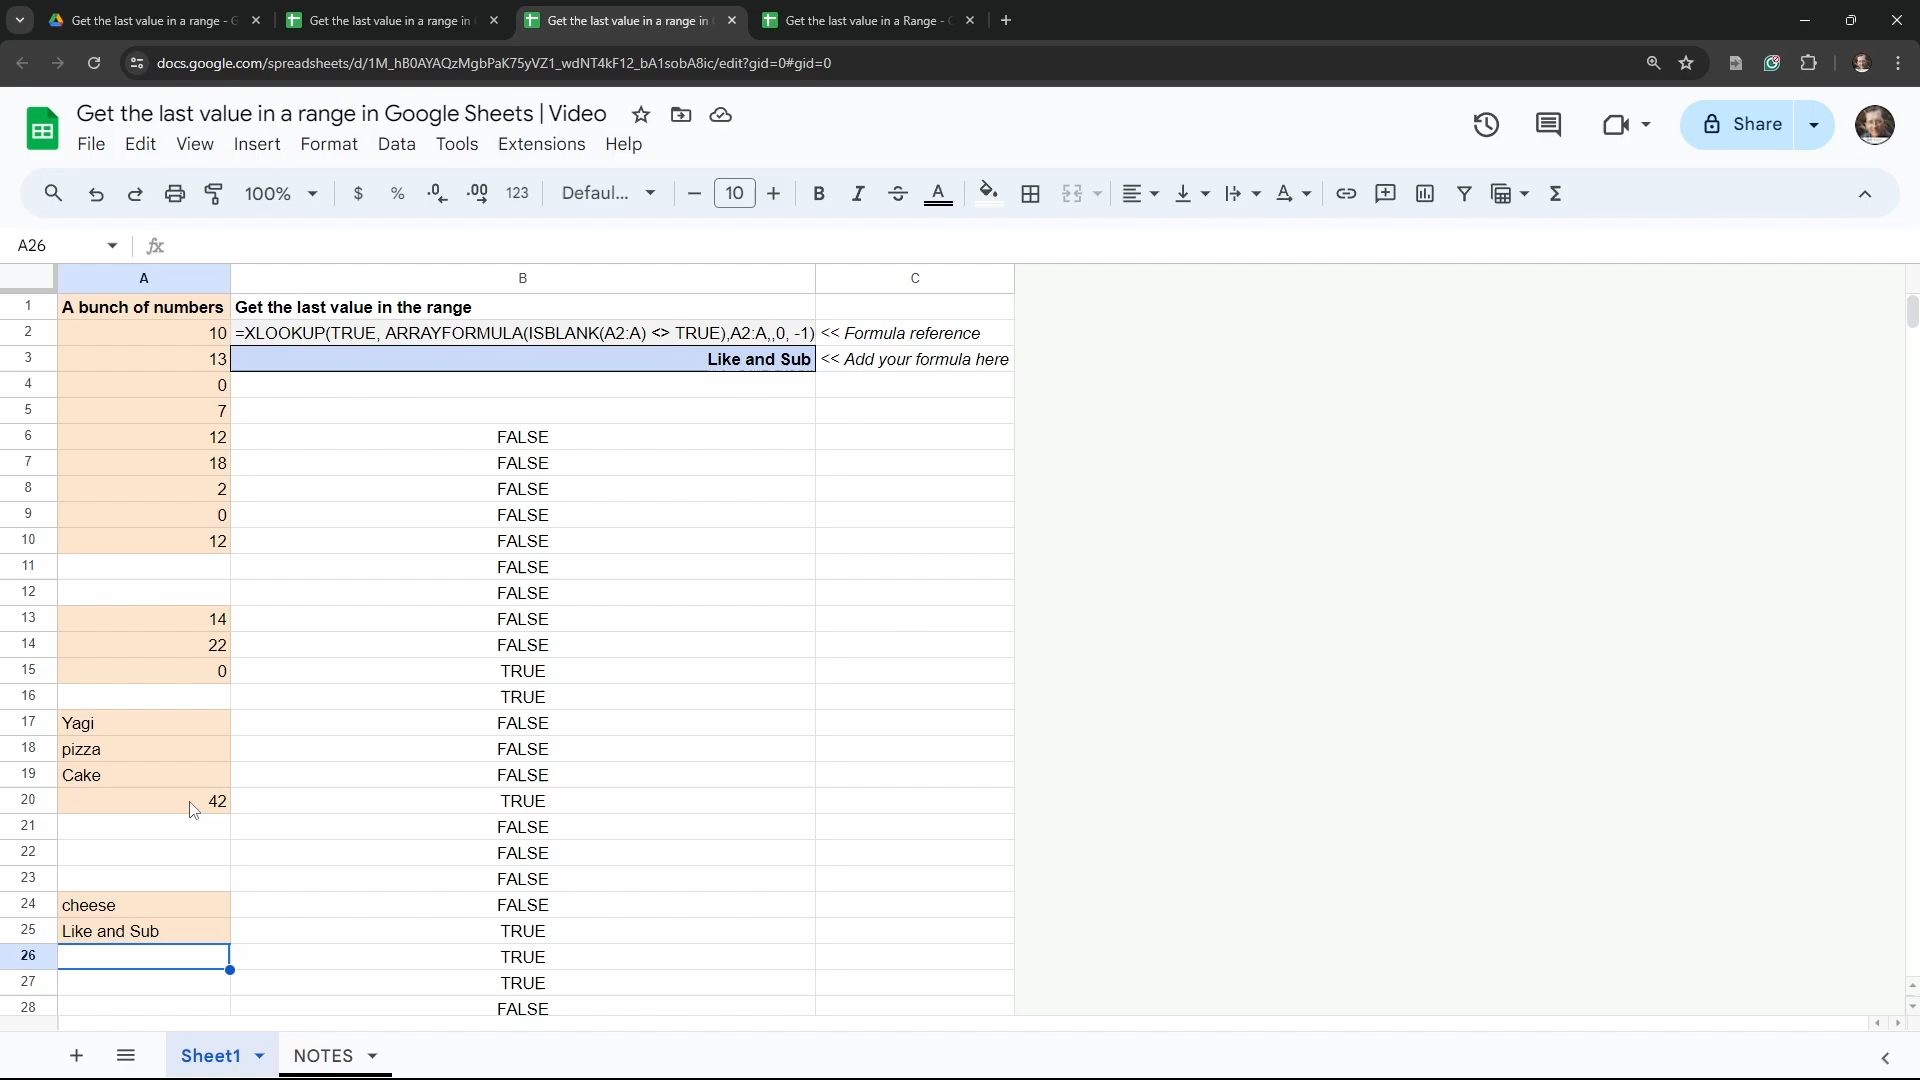 Get the last value in a range - G
Get the last value in a range in
Get the last value in a range in
Get the last value in a Range -
docs.google.com/spreadsheets/d/1M_hB0AYAQzMgbPaK75yVZ1_wdNT4kF12_bA1sobA8ic/edit?gid=0#gid=0
Get the last value in a range in Google Sheets | Video
File Edit View Insert Format Data Tools Extensions Help
Share
100% $ % .0 .00 123 Defaul... 10 B I S A
A26 fx
A B C
1 A bunch of numbers Get the last value in the range
2 10 =XLOOKUP(TRUE, ARRAYFORMULA(ISBLANK(A2:A) <> TRUE),A2:A,,0, -1) << Formula reference
3 13 Like and Sub << Add your formula here
4 0
5 7
6 12 FALSE
7 18 FALSE
8 2 FALSE
9 0 FALSE
10 12 FALSE
11 FALSE
12 FALSE
13 14 FALSE
14 22 FALSE
15 0 TRUE
16 TRUE
17 Yagi FALSE
18 pizza FALSE
19 Cake FALSE
20 42 TRUE
21 FALSE
22 FALSE
23 FALSE
24 cheese FALSE
25 Like and Sub TRUE
26 TRUE
27 TRUE
28 FALSE
Sheet1 NOTES